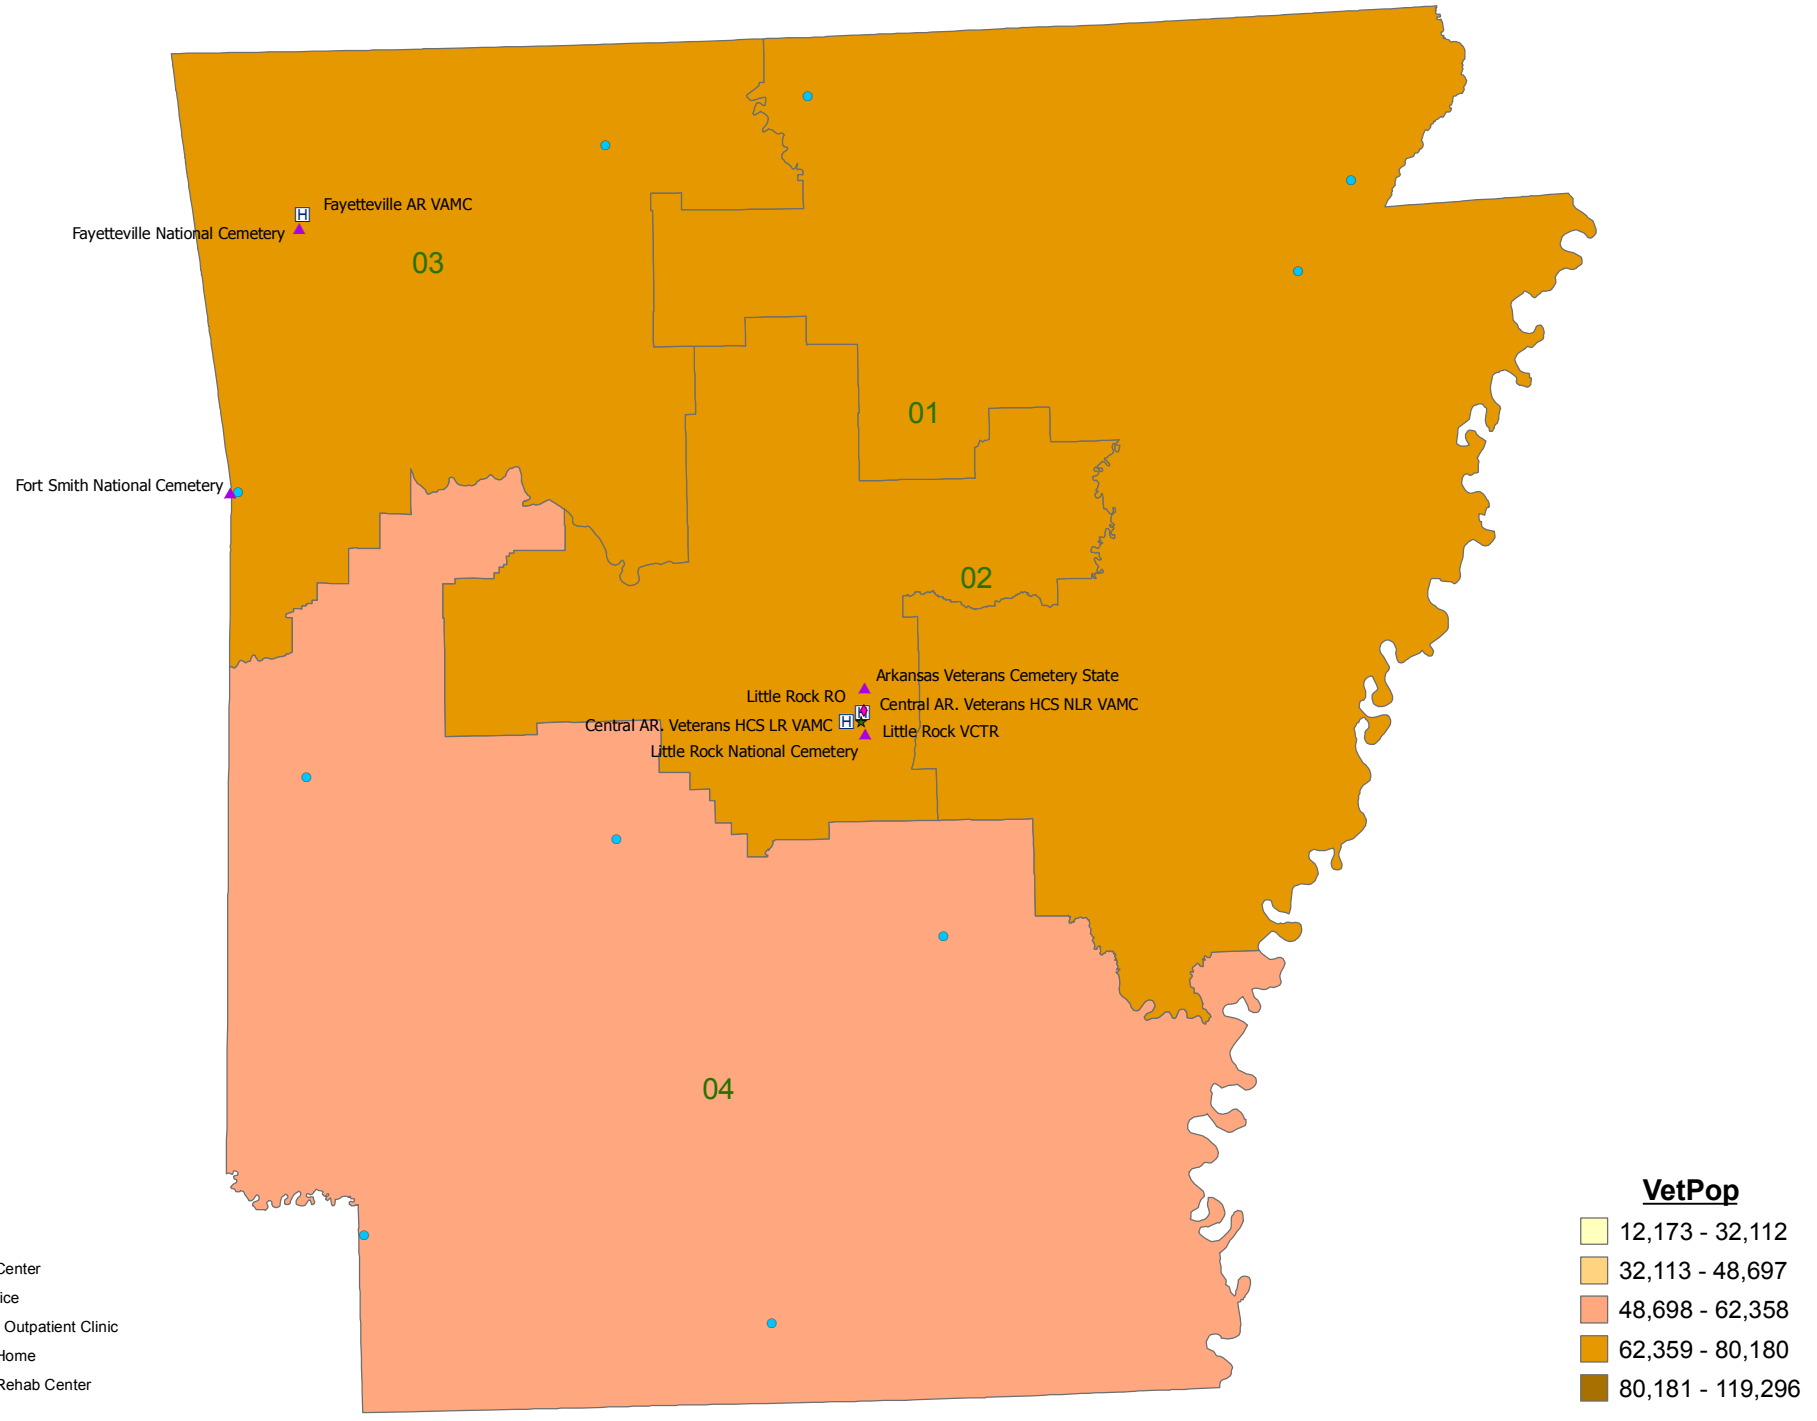 Fayetteville AR VAMC
Fayetteville National Cemetery
03
01
Fort Smith National Cemetery
02
Arkansas Veterans Cemetery State
Little Rock RO
Central AR. Veterans HCS NLR VAMC
Central AR. Veterans HCS LR VAMC
Little Rock VCTR
Little Rock National Cemetery
04
VetPop
12,173 - 32,112
32,113 - 48,697
48,698 - 62,358
62,359 - 80,180
80,181 - 119,296
Center
ice
Outpatient Clinic
Home
Rehab Center
H
H
H